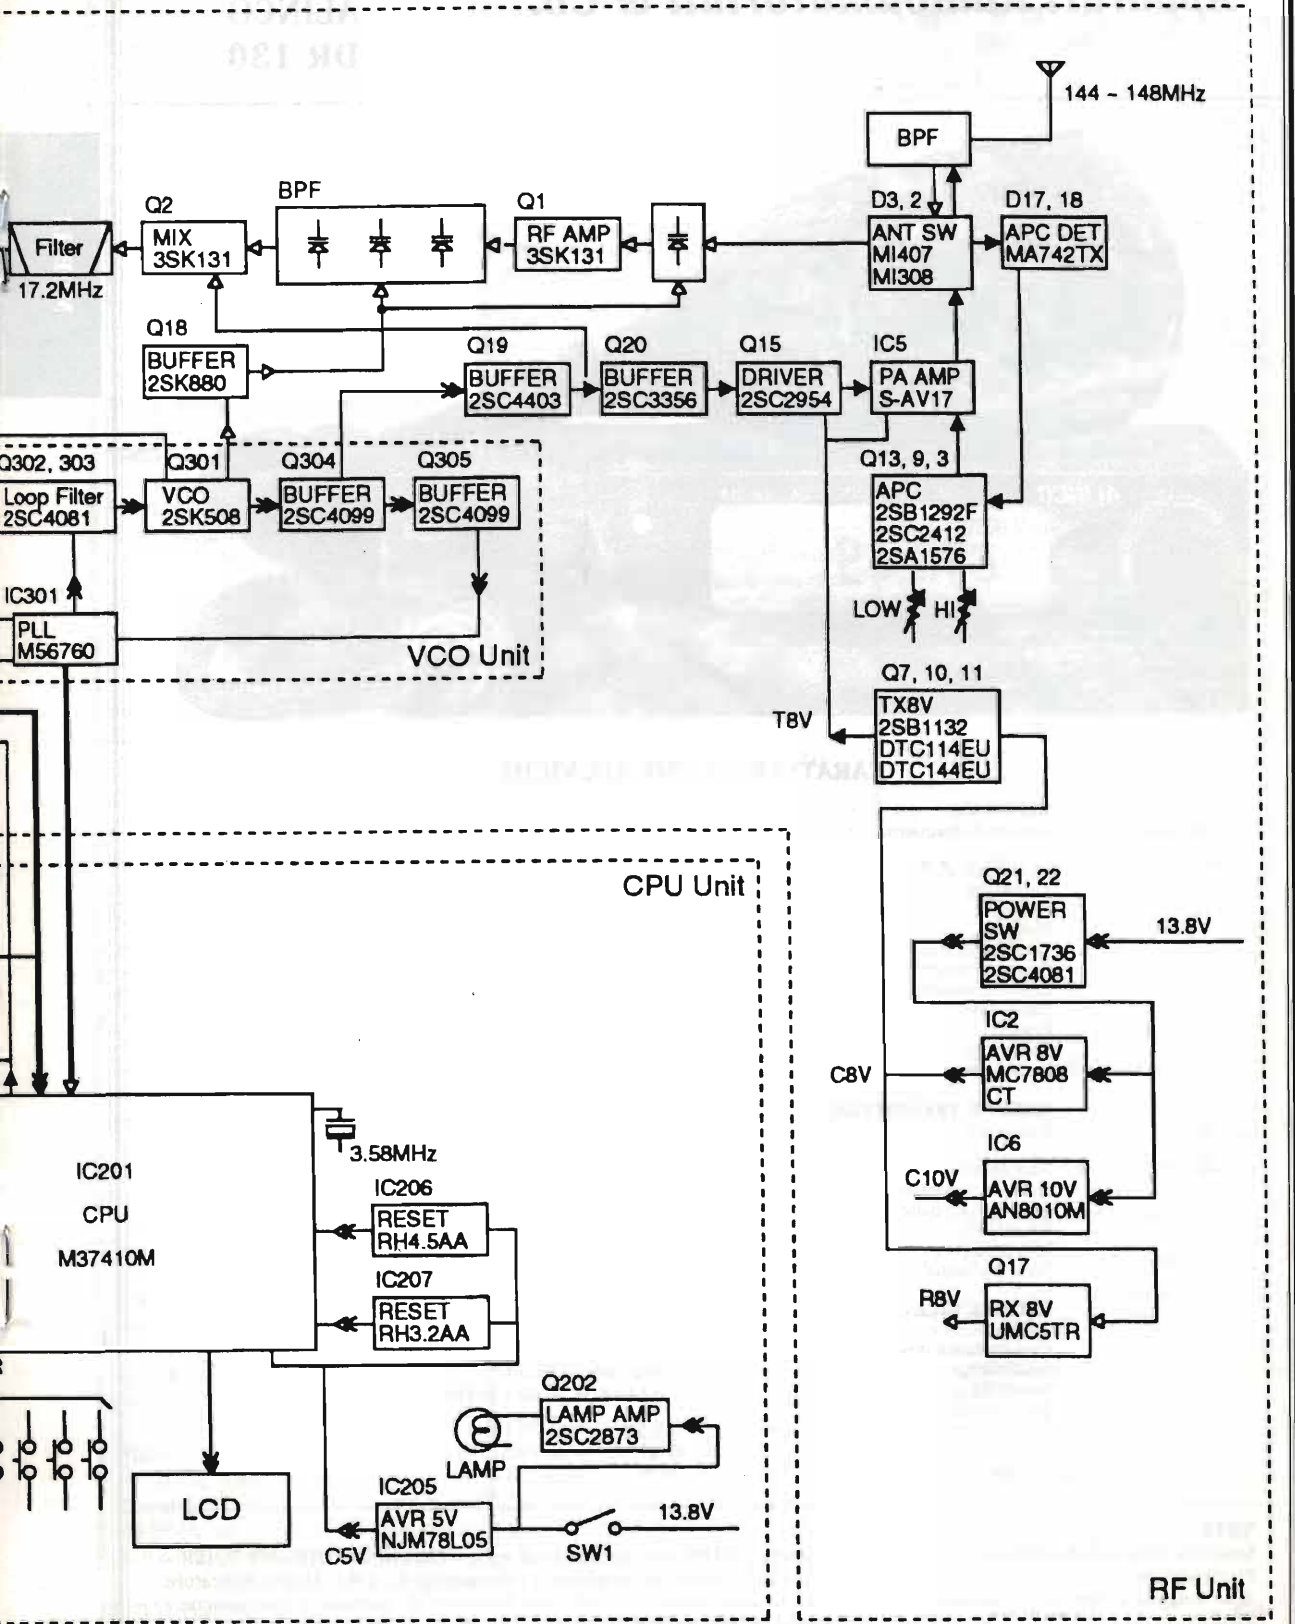 144 ~ 148MHz
BPF
D3, 2
ANT SW
MI407
MI308
D17, 18
APC DET
MA742TX
Q1
RF AMP
3SK131
BPF
Q2
MIX
3SK131
Filter
17.2MHz
Q18
BUFFER
2SK880
Q19
BUFFER
2SC4403
Q20
BUFFER
2SC3356
Q15
DRIVER
2SC2954
IC5
PA AMP
S-AV17
Q302, 303
Loop Filter
2SC4081
Q301
VCO
2SK508
Q304
BUFFER
2SC4099
Q305
BUFFER
2SC4099
Q13, 9, 3
APC
2SB1292F
2SC2412
2SA1576
LOW
HI
IC301
PLL
M56760
VCO Unit
Q7, 10, 11
TX8V
2SB1132
DTC114EU
DTC144EU
T8V
CPU Unit
Q21, 22
POWER
SW
2SC1736
2SC4081
13.8V
IC2
AVR 8V
MC7808
CT
C8V
IC6
AVR 10V
AN8010M
C10V
Q17
RX 8V
UMC5TR
R8V
3.58MHz
IC201
CPU
M37410M
IC206
RESET
RH4.5AA
IC207
RESET
RH3.2AA
Q202
LAMP AMP
2SC2873
LAMP
LCD
IC205
AVR 5V
NJM78L05
C5V
SW1
13.8V
RF Unit